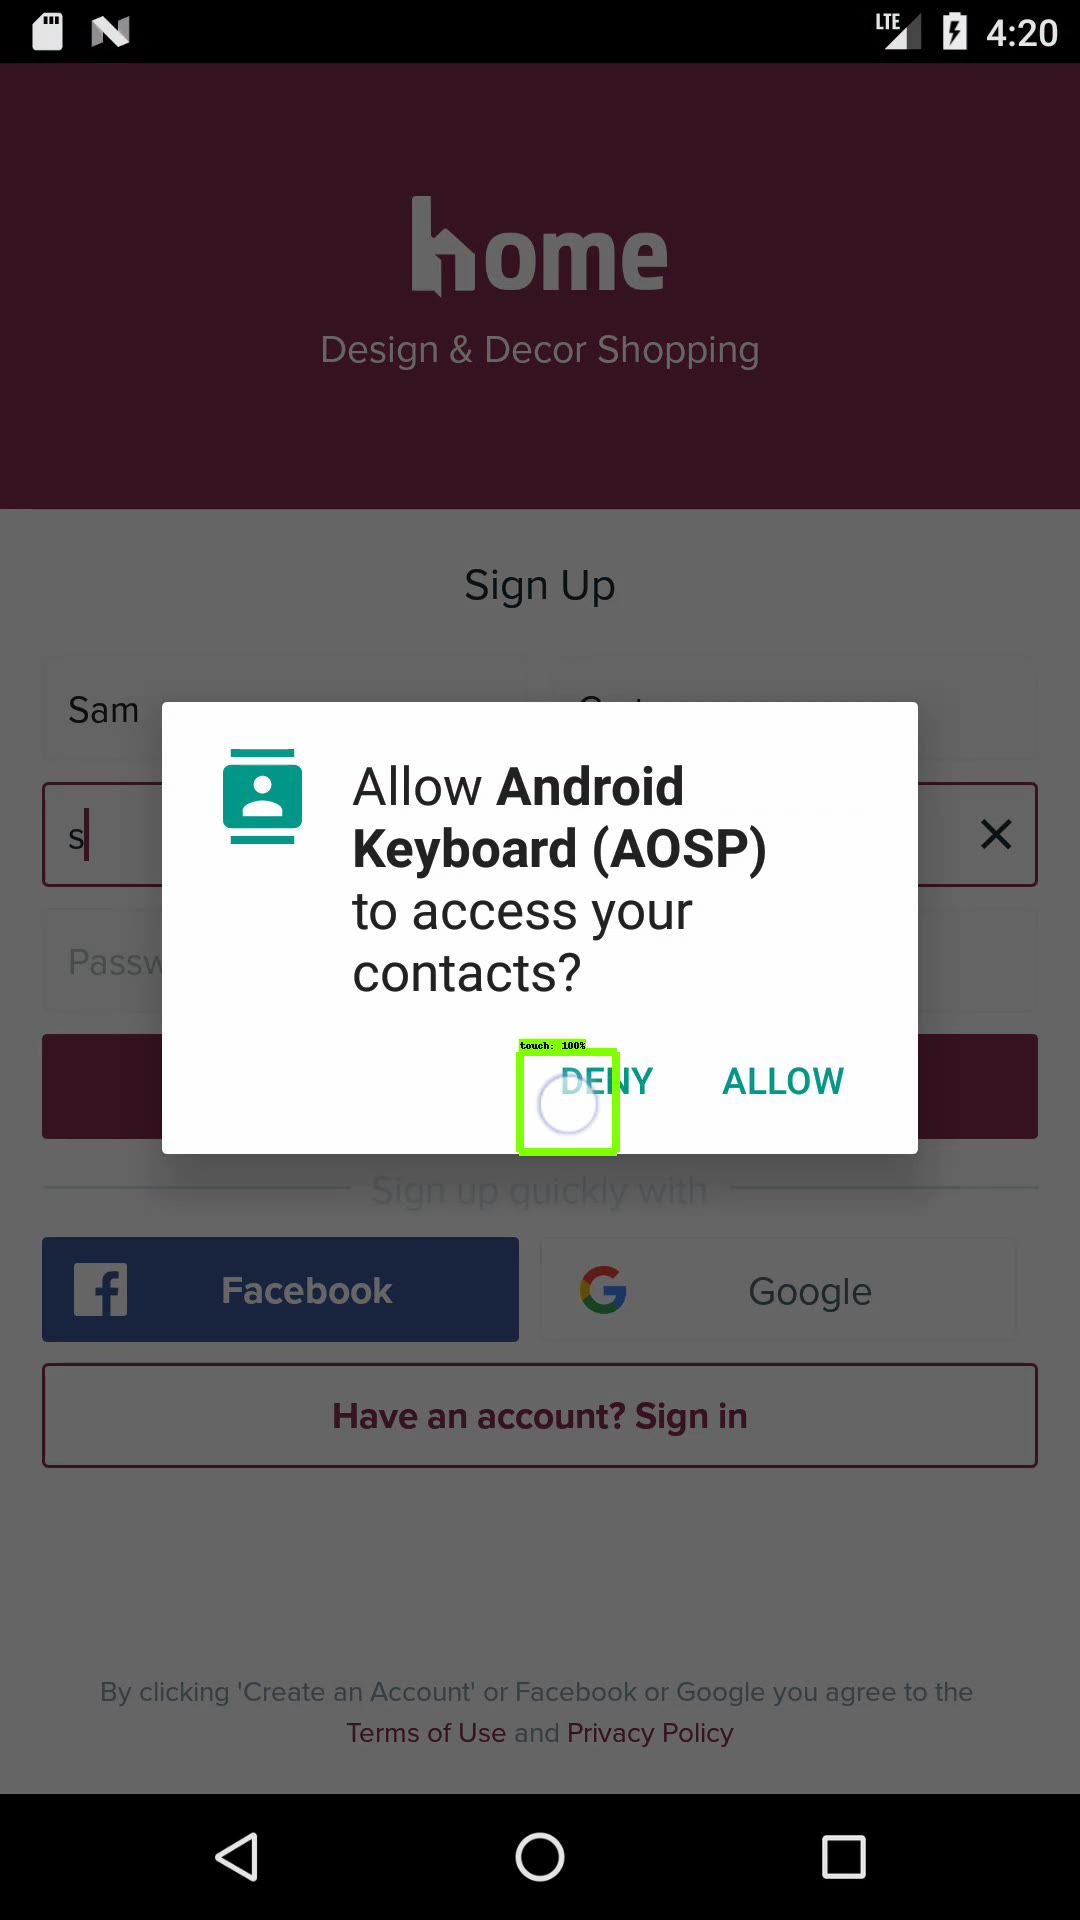 LTE 4:20
home
Design & Decor Shopping
Sign Up
Sam
s
Allow Android
Keyboard (AOSP)
to access your
contacts?
touch: 100%
DENY ALLOW
Sign up quickly with
Facebook
Google
Have an account? Sign in
By clicking 'Create an Account' or Facebook or Google you agree to the
Terms of Use and Privacy Policy